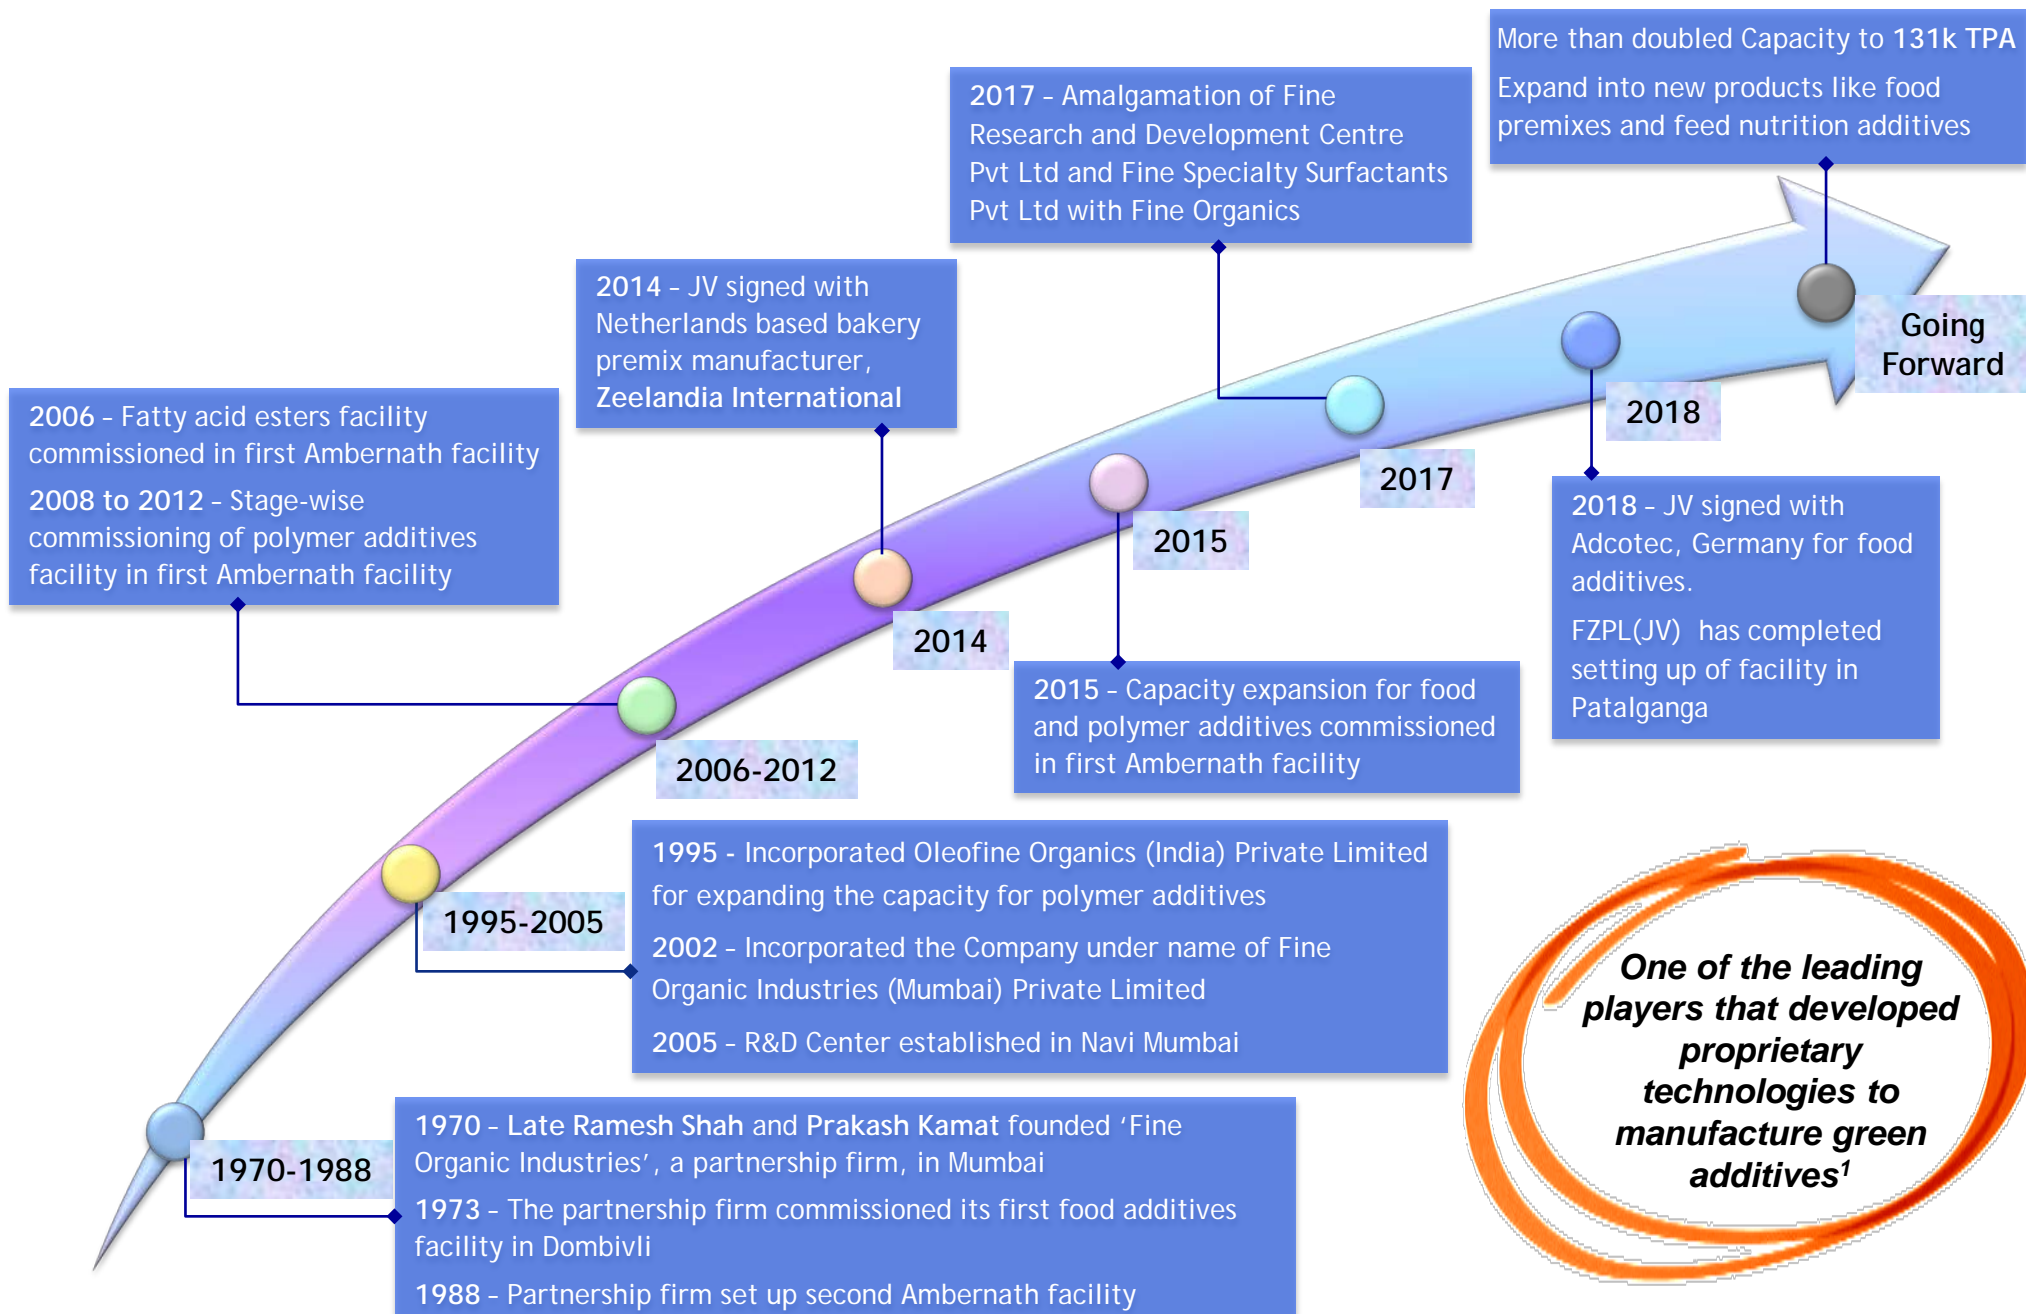 More than doubled Capacity to 131k TPA
Expand into new products like food
premixes and feed nutrition additives
2017 – Amalgamation of Fine
Research and Development Centre
Pvt Ltd and Fine Specialty Surfactants
Pvt Ltd with Fine Organics
2014 – JV signed with
Netherlands based bakery
premix manufacturer,
Zeelandia International
Going
Forward
2006 – Fatty acid esters facility
commissioned in first Ambernath facility
2008 to 2012 – Stage-wise
commissioning of polymer additives
facility in first Ambernath facility
2018
2017
2015
2014
2018 – JV signed with
Adcotec, Germany for food
additives.
FZPL(JV) has completed
setting up of facility in
Patalganga
2015 – Capacity expansion for food
and polymer additives commissioned
in first Ambernath facility
2006-2012
1995 - Incorporated Oleofine Organics (India) Private Limited
for expanding the capacity for polymer additives
2002 – Incorporated the Company under name of Fine
Organic Industries (Mumbai) Private Limited
2005 – R&D Center established in Navi Mumbai
1995-2005
One of the leading
players that developed
proprietary
technologies to
manufacture green
additives¹
1970-1988
1970 – Late Ramesh Shah and Prakash Kamat founded ‘Fine
Organic Industries’, a partnership firm, in Mumbai
1973 – The partnership firm commissioned its first food additives
facility in Dombivli
1988 – Partnership firm set up second Ambernath facility